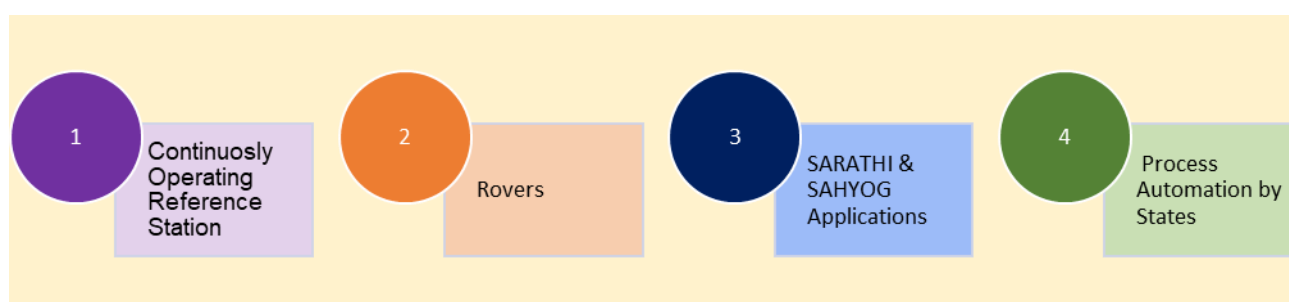 1
Continuosly
Operating
Reference
Station
2
Rovers
3
SARATHI &
SAHYOG
Applications
4
Process
Automation by
States